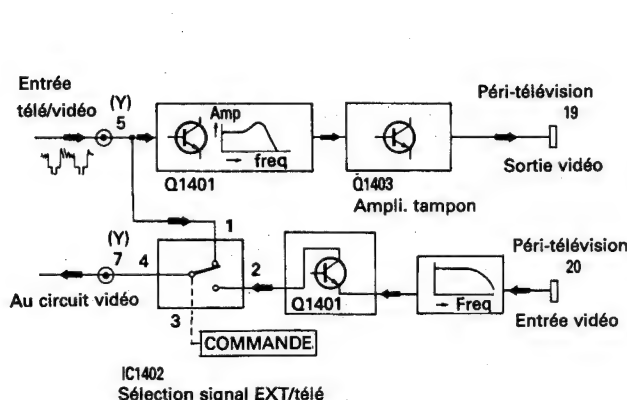 Entrée
télé/vidéo
(Y)
5
Amp
freq
Q1401
Q1403
Ampli. tampon
Péri-télévision
19
Sortie vidéo
1
(Y)
7
4
Au circuit vidéo
2
3
COMMANDE
Q1401
Freq
Péri-télévision
20
Entrée vidéo
IC1402
Sélection signal EXT/télé